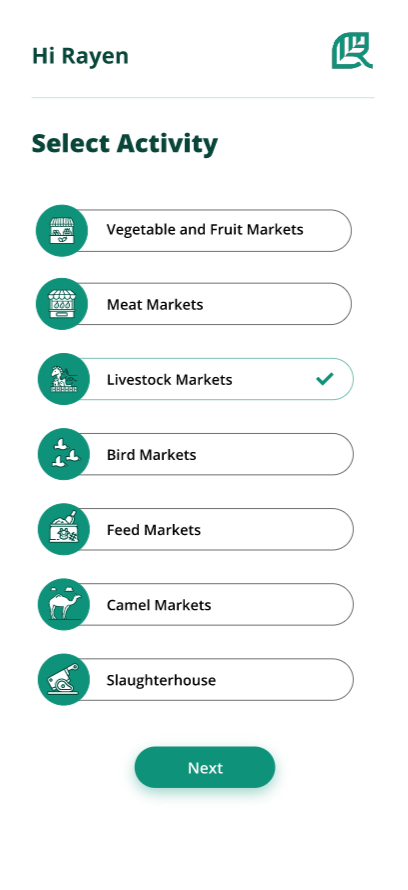 Hi Rayen
Select Activity
Vegetable and Fruit Markets
Meat Markets
Livestock Markets
Bird Markets
Feed Markets
Camel Markets
Slaughterhouse
Next